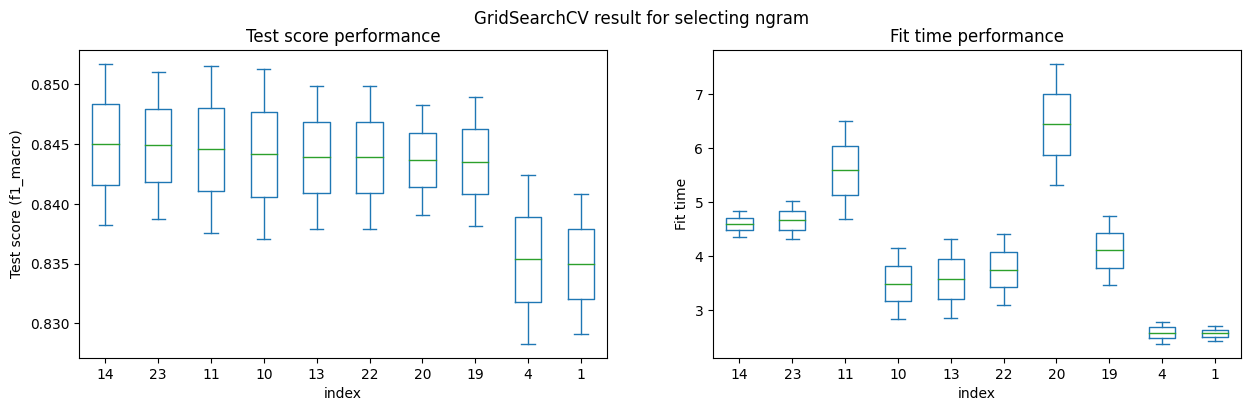 GridSearchCV result for selecting ngram
Test score performance
0.850
0.845
0.840
0.835
0.830
Test score (f1_macro)
14 23 11 10 13 22 20 19 4 1
index
Fit time performance
7
6
5
4
3
Fit time
14 23 11 10 13 22 20 19 4 1
index